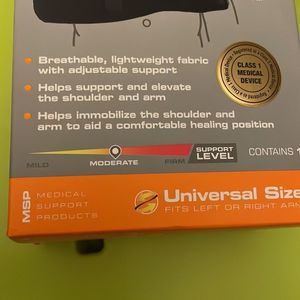 • Breathable, lightweight fabric
with adjustable support
• Helps support and elevate
the shoulder and arm
• Helps immobilize the shoulder and
arm to aid a comfortable healing position
CLASS 1
MEDICAL
DEVICE
MILD
MODERATE
FIRM
SUPPORT
LEVEL
CONTAINS 1
MSP
MEDICAL
SUPPORT
PRODUCTS
Universal Size
FITS LEFT OR RIGHT ARM